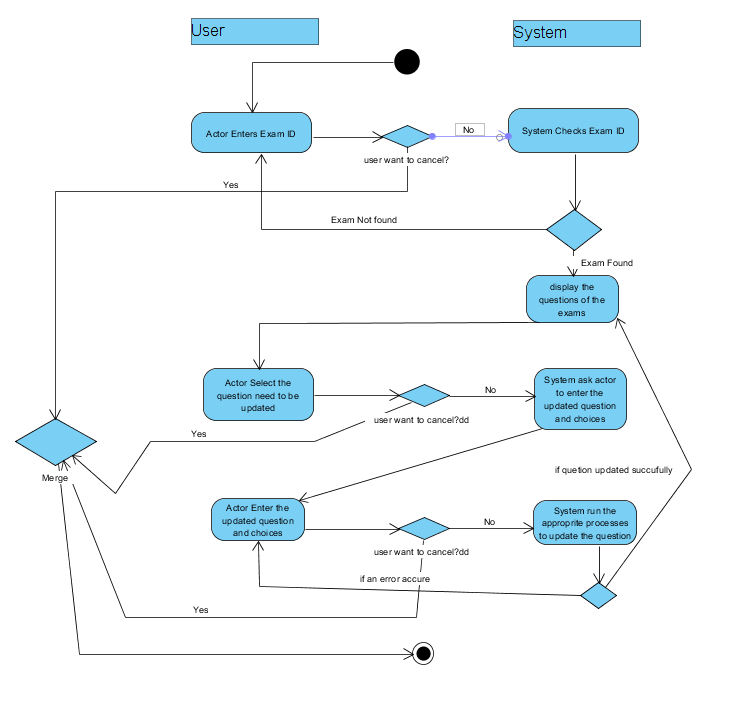 User
System
Actor Enters Exam ID
No
System Checks Exam ID
user want to cancel?
Yes
Exam Not found
Exam Found
display the
questions of the
exams
Actor Select the
question need to be
updated
No
System ask actor
to enter the
updated question
and choices
user want to cancel?dd
Yes
if quetion updated succufully
Merge
Actor Enter the
updated question
and choices
No
System run the
approprite processes
to update the question
user want to cancel?dd
if an error accure
Yes